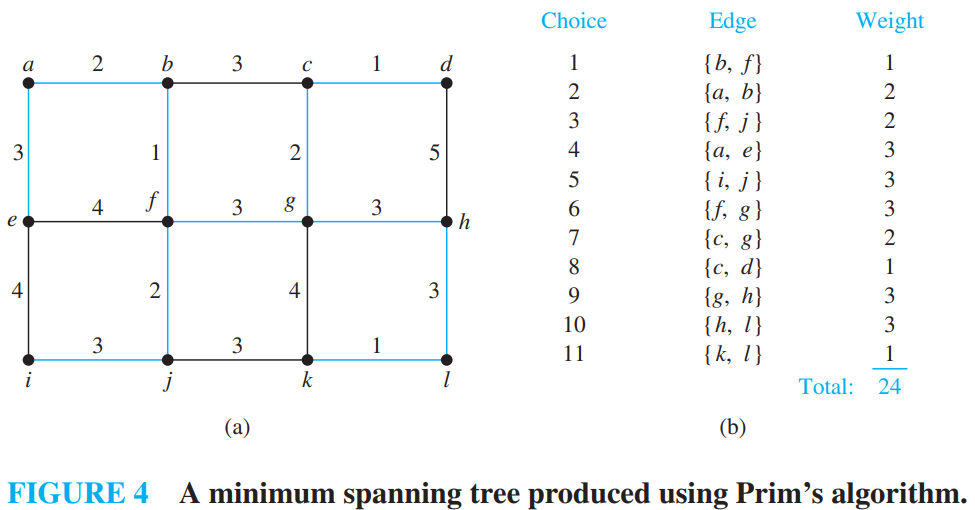 Choice Edge Weight
a 2 b 3 c 1 d
1 {b, f} 1
2 {a, b} 2
3 {f, j} 2
3 1 2 5
4 {a, e} 3
5 {i, j} 3
e 4 f 3 g 3 h
6 {f, g} 3
7 {c, g} 2
8 {c, d} 1
4 2 4 3
9 {g, h} 3
10 {h, l} 3
3 3 1
11 {k, l} 1
i j k l
Total: 24
(a) (b)
FIGURE 4 A minimum spanning tree produced using Prim’s algorithm.